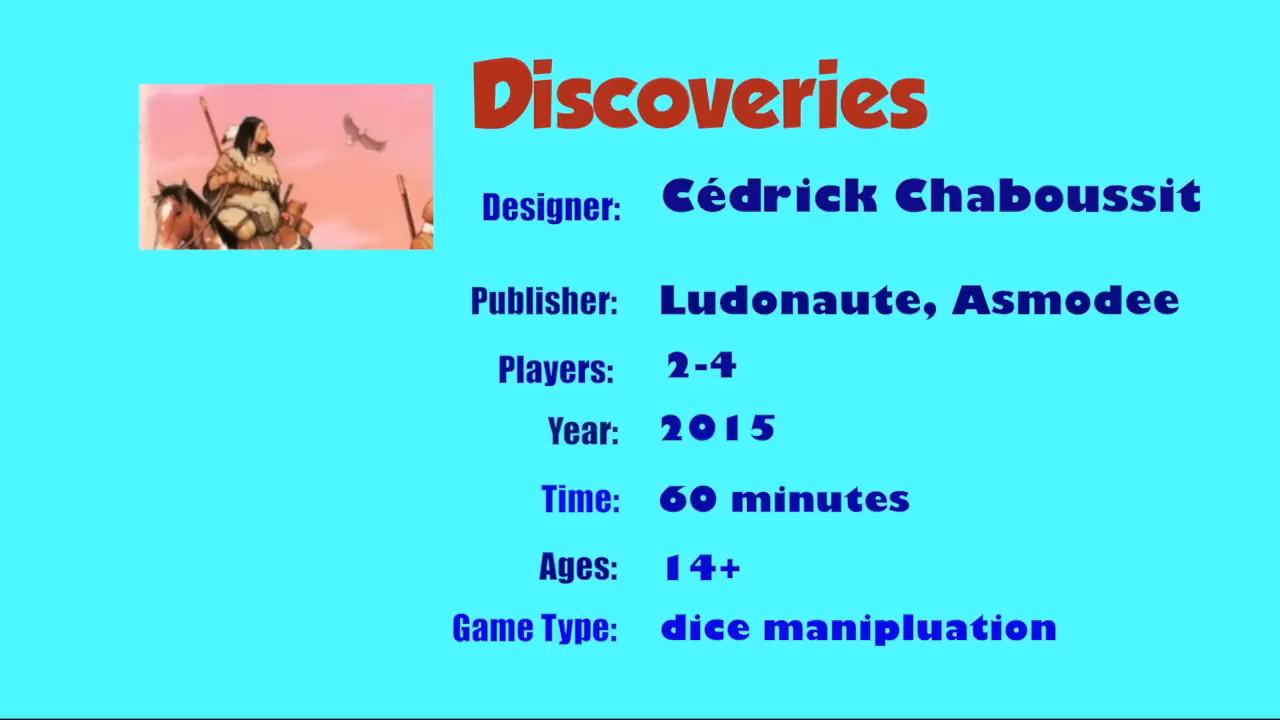 Discoveries
Designer: Cédrick Chaboussit
Publisher: Ludonaute, Asmodee
Players: 2-4
Year: 2015
Time: 60 minutes
Ages: 14+
Game Type: dice manipluation